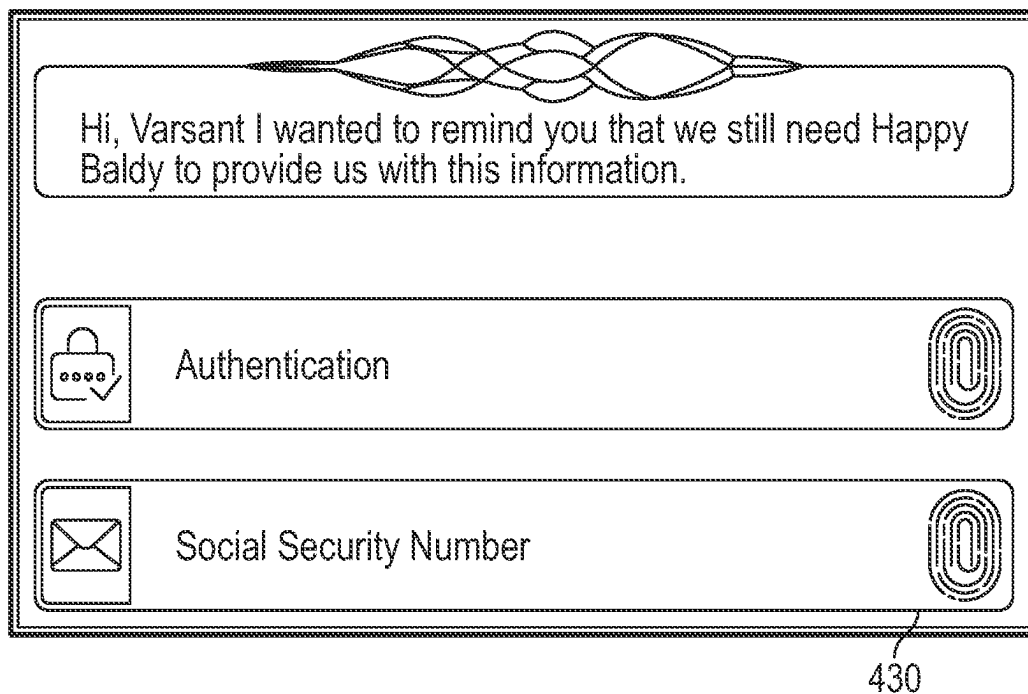 Hi, Varsant I wanted to remind you that we still need Happy
Baldy to provide us with this information.
Authentication
Social Security Number
430